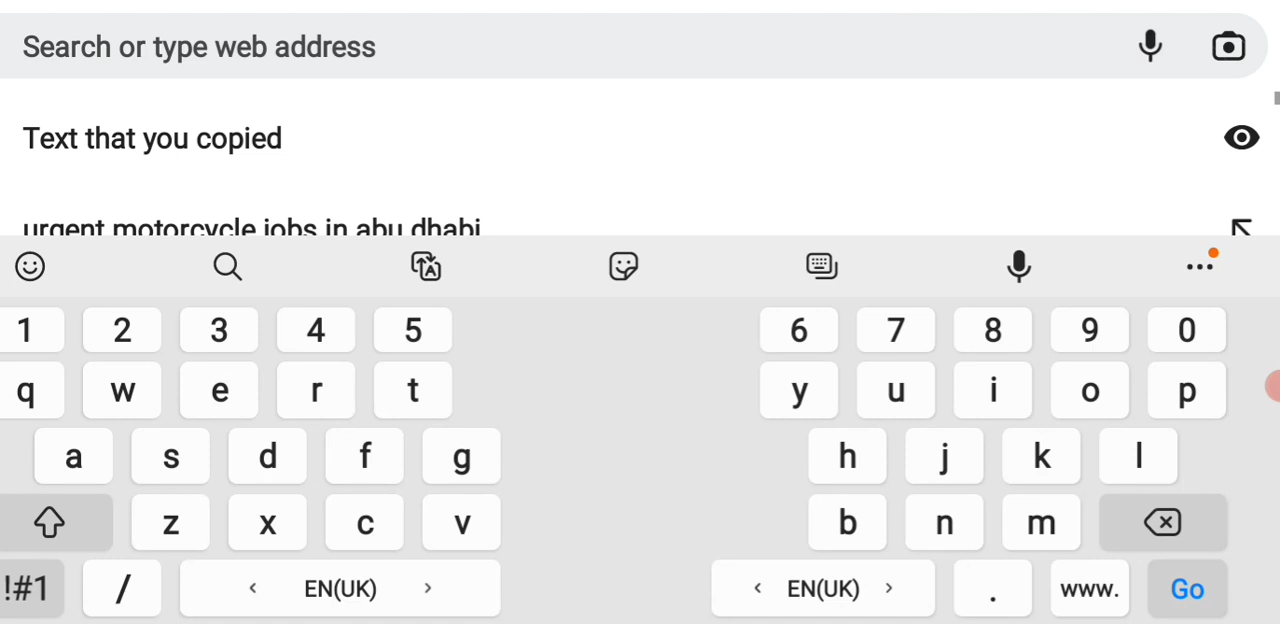 Search or type web address
Text that you copied
urgent motorcycle jobs in abu dhabi
1 2 3 4 5 6 7 8 9 0
q w e r t y u i o p
a s d f g h j k l
z x c v b n m
!#1 / < EN(UK) > < EN(UK) > . www. Go